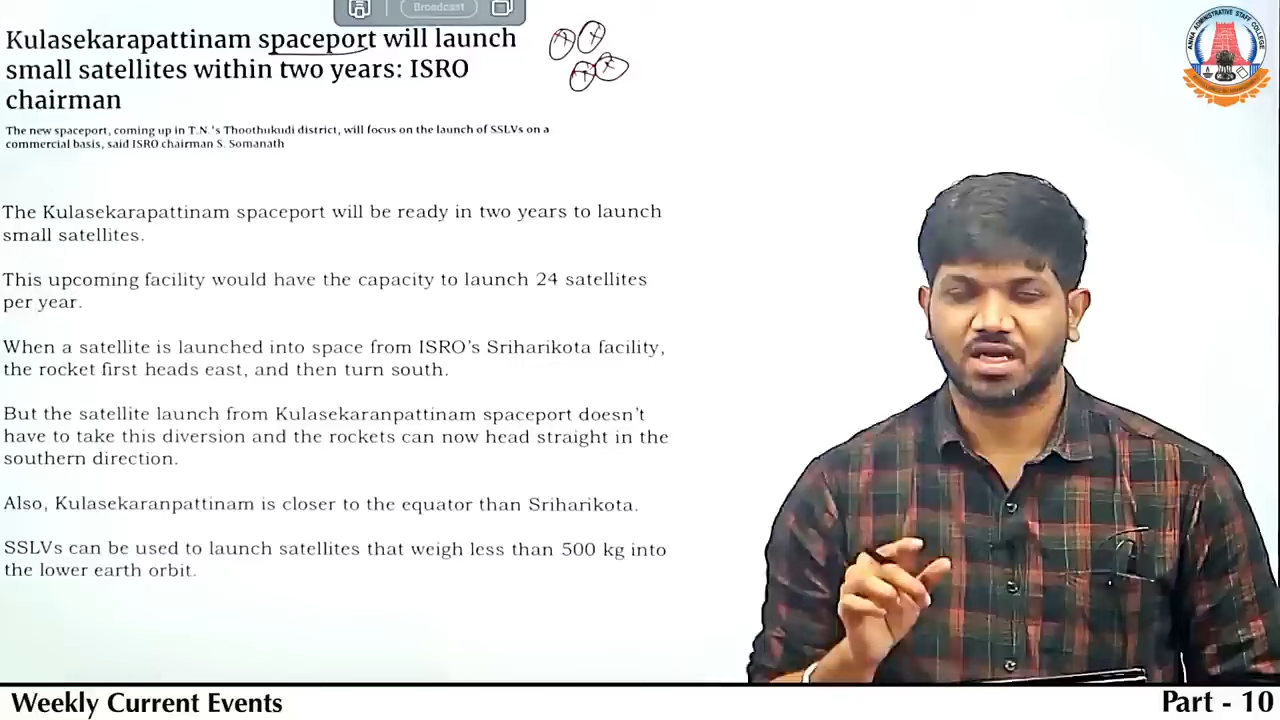 Broadcast
Kulasekarapattinam spaceport will launch
small satellites within two years: ISRO
chairman
The new spaceport, coming up in T.N.'s Thoothukudi district, will focus on the launch of SSLVs on a
commercial basis, said ISRO chairman S. Somanath
The Kulasekarapattinam spaceport will be ready in two years to launch
small satellites.
This upcoming facility would have the capacity to launch 24 satellites
per year.
When a satellite is launched into space from ISRO's Sriharikota facility,
the rocket first heads east, and then turn south.
But the satellite launch from Kulasekaranpattinam spaceport doesn't
have to take this diversion and the rockets can now head straight in the
southern direction.
Also, Kulasekaranpattinam is closer to the equator than Sriharikota.
SSLVs can be used to launch satellites that weigh less than 500 kg into
the lower earth orbit.
ANNA ADMINISTRATIVE STAFF COLLEGE
Weekly Current Events
Part - 10